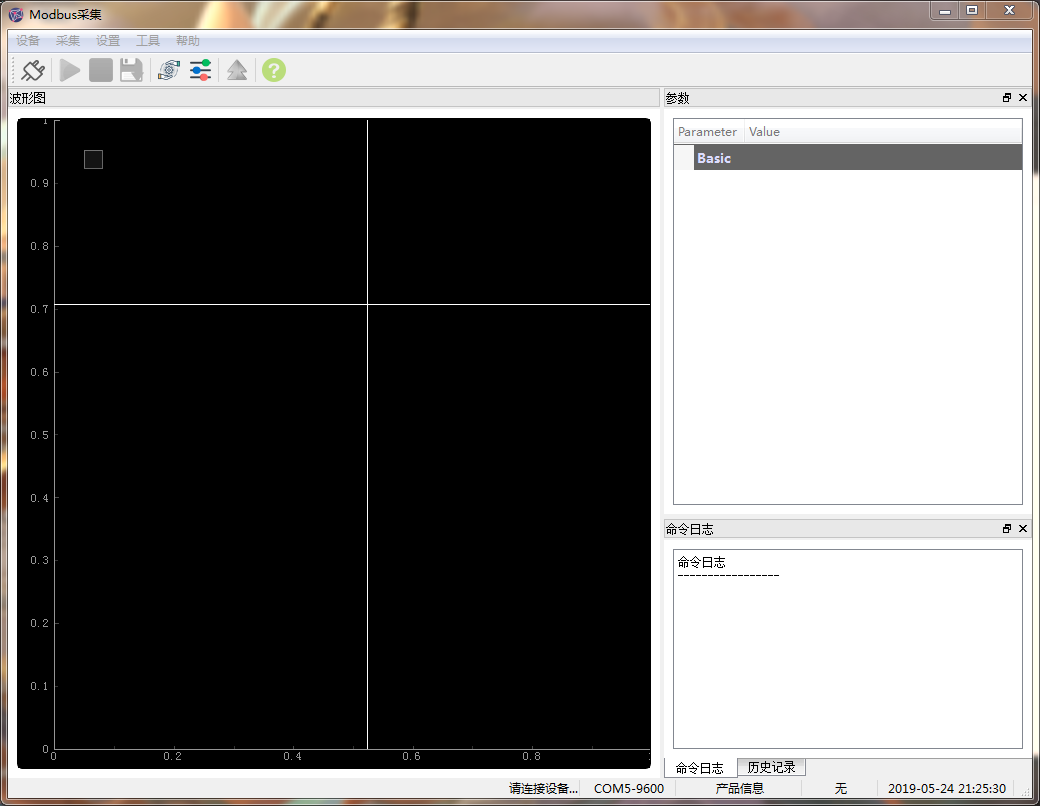 Modbus采集
设备 采集 设置 工具 帮助
波形图
1
0.9
0.8
0.7
0.6
0.5
0.4
0.3
0.2
0.1
0
0 0.2 0.4 0.6 0.8
参数
Parameter Value
Basic
命令日志
命令日志
-----------------
命令日志 历史记录
请连接设备... COM5-9600 产品信息 无 2019-05-24 21:25:30